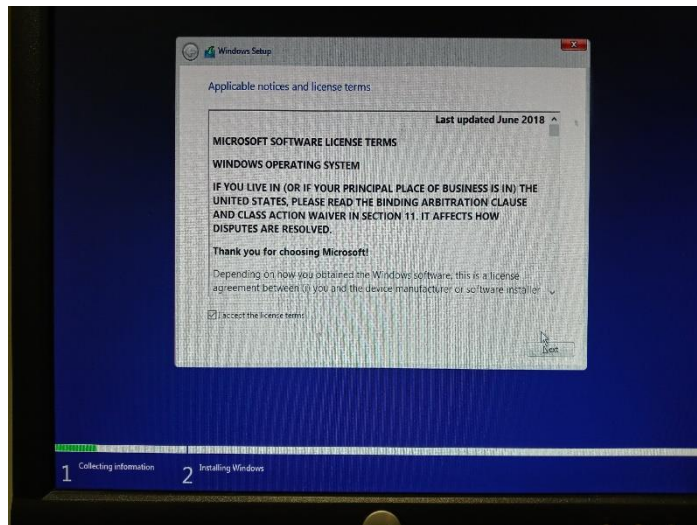 Windows Setup
Applicable notices and license terms
Last updated June 2018
MICROSOFT SOFTWARE LICENSE TERMS
WINDOWS OPERATING SYSTEM
IF YOU LIVE IN (OR IF YOUR PRINCIPAL PLACE OF BUSINESS IS IN) THE
UNITED STATES, PLEASE READ THE BINDING ARBITRATION CLAUSE
AND CLASS ACTION WAIVER IN SECTION 11. IT AFFECTS HOW
DISPUTES ARE RESOLVED.
Thank you for choosing Microsoft!
Depending on how you obtained the Windows software, this is a license
agreement between (i) you and the device manufacturer or software installer
I accept the licence terms
Next
1 Collecting information
2 Installing Windows